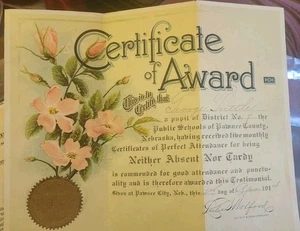 Certificate
of Award
This is to
Certify that
a pupil of District No.
Public Schools of Pawnee County,
Nebraska, having received five monthly
Certificates of Perfect Attendance for being
Neither Absent Nor Tardy
is commended for good attendance and punctu-
ality and is therefore awarded this Testimonial.
Given at Pawnee City, Neb., this day of 191